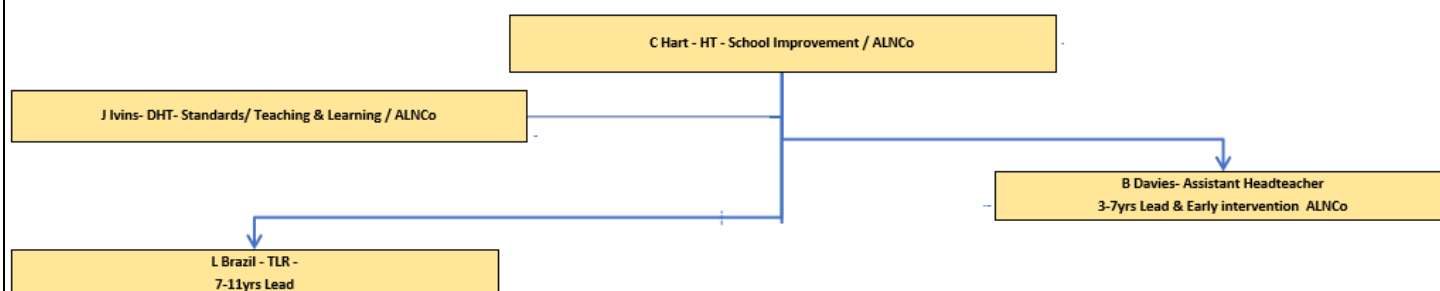 C Hart - HT - School Improvement / ALNCo
J Ivins- DHT- Standards/ Teaching & Learning / ALNCo
B Davies- Assistant Headteacher
3-7yrs Lead & Early intervention ALNCo
L Brazil - TLR -
7-11yrs Lead